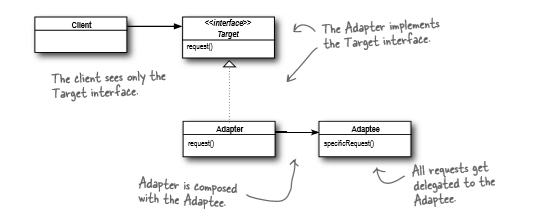 Client
<<interface>>
Target
request()
The Adapter implements
the Target interface.
The client sees only the
Target interface.
Adapter
request()
Adaptee
specificRequest()
Adapter is composed
with the Adaptee.
All requests get
delegated to the
Adaptee.